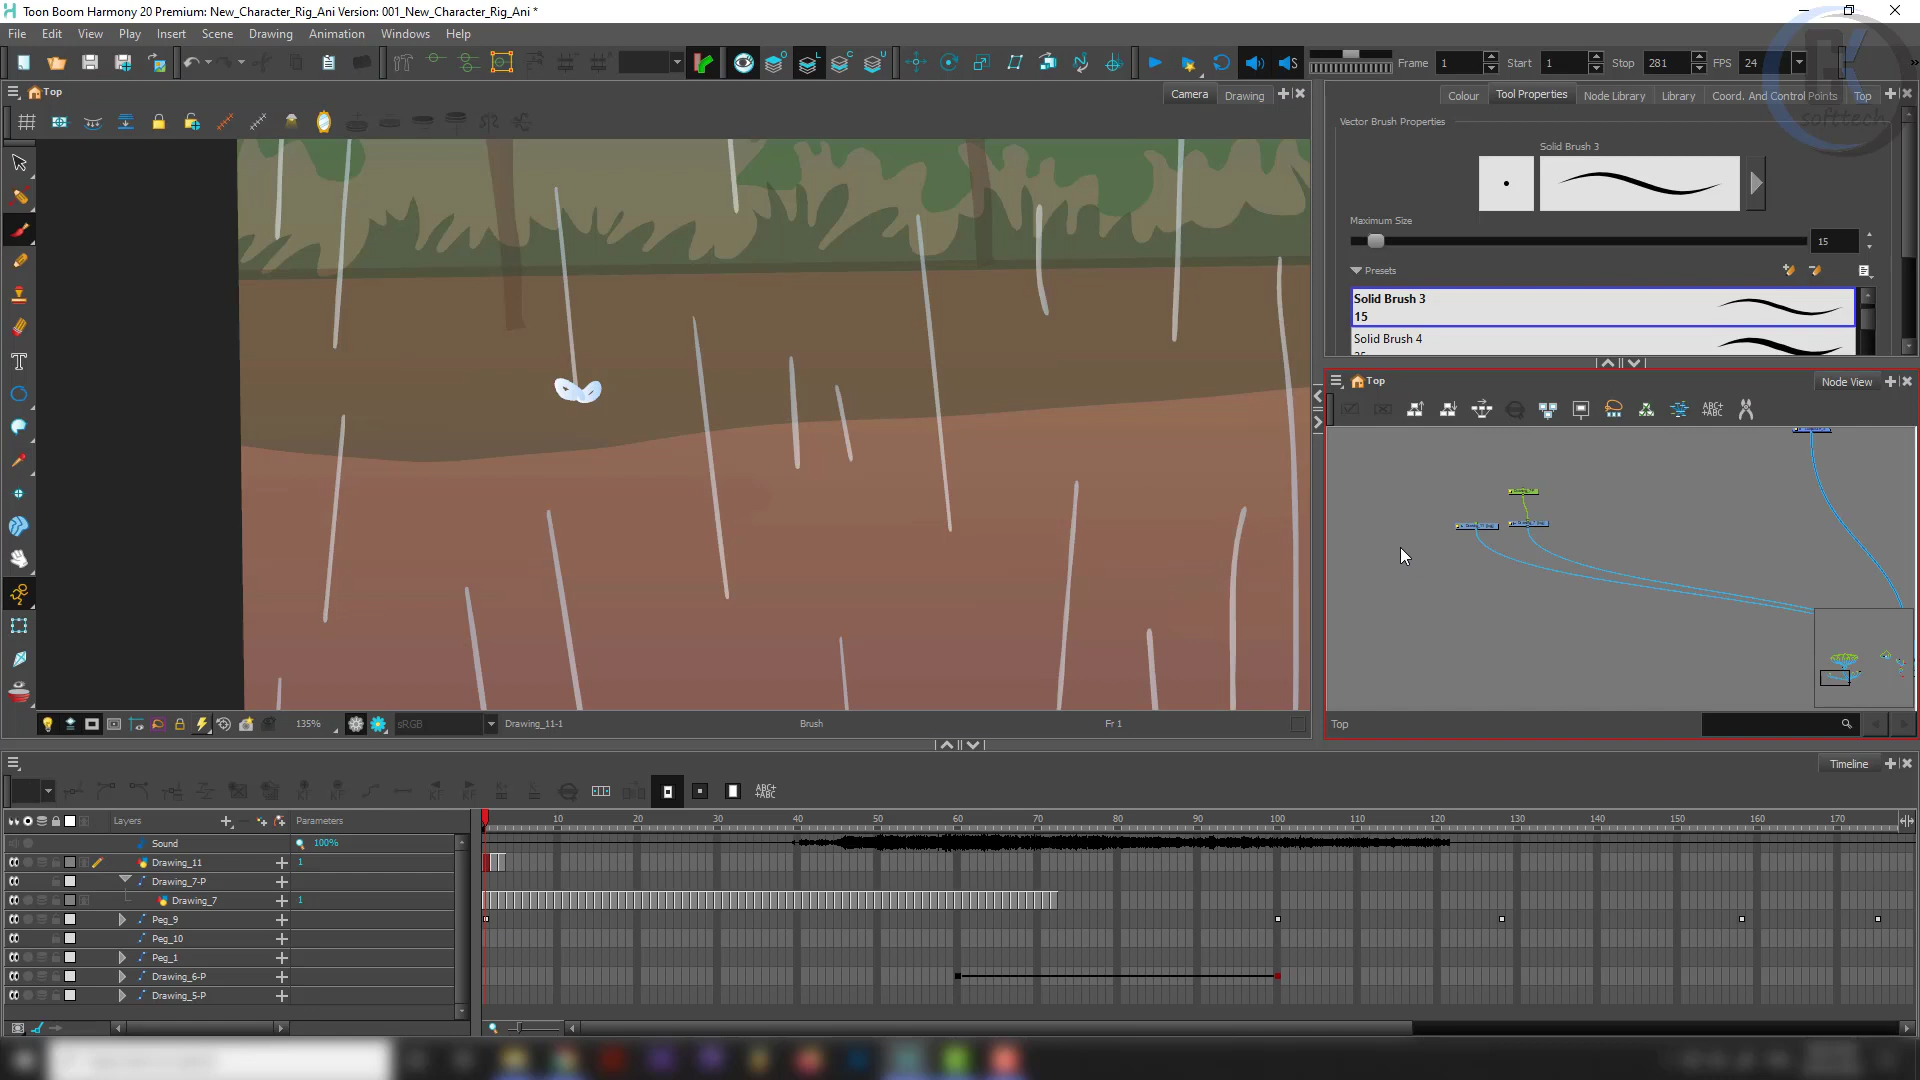 Toon Boom Harmony 20 Premium: New_Character_Rig_Ani Version: 001_New_Character_Rig_Ani *
File Edit View Play Insert Scene Drawing Animation Windows Help
Frame 1 Start 1 Stop 281 FPS 24
Top
Camera Drawing
Colour Tool Properties Node Library Library Coord. And Control Points Top
softtech
Vector Brush Properties
Solid Brush 3
Maximum Size
15
Presets
Solid Brush 3
15
Solid Brush 4
Top
Node View
ABC+
+ABC
Top
135% sRGB Drawing_11-1 Brush Fr 1
Timeline
ABC+
+ABC
Layers Parameters
10 20 30 40 50 60 70 80 90 100 110 120 130 140 150 160 170
Sound 100%
Drawing_11 1
Drawing_7-P
Drawing_7 1
Peg_9
Peg_10
Peg_1
Drawing_6-P
Drawing_5-P